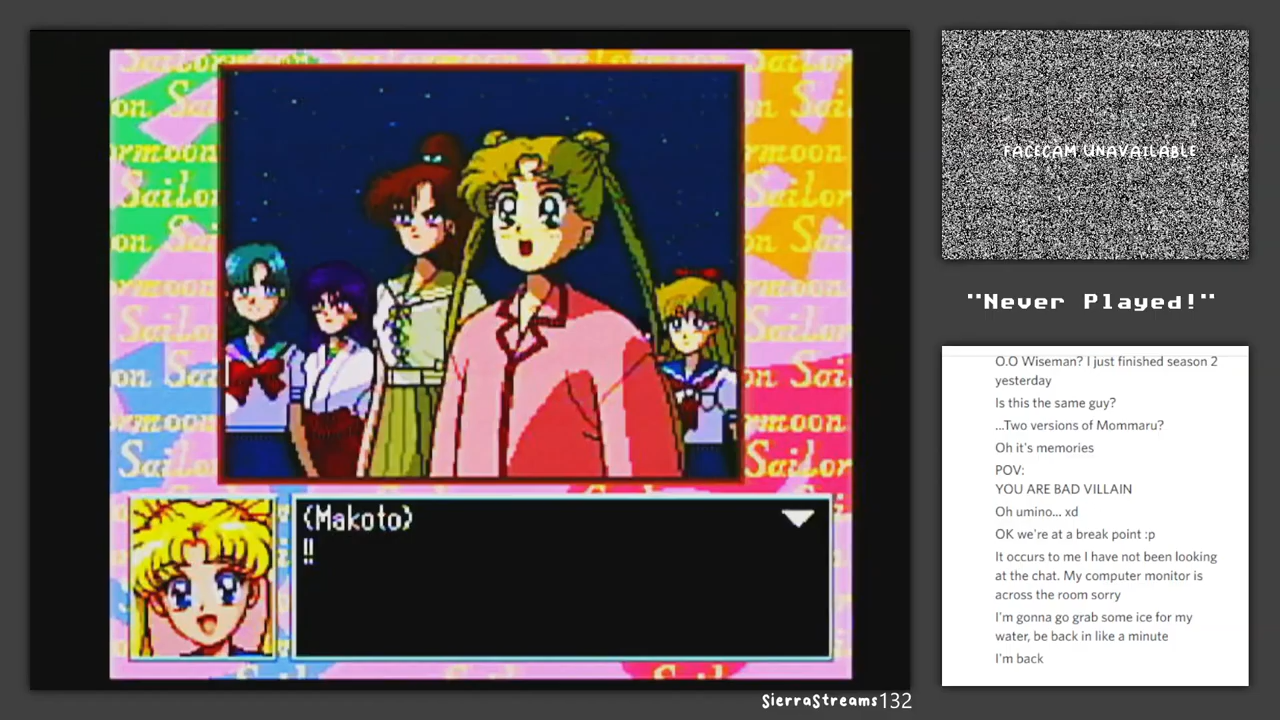 Sailormoon Sailormoon Sailormoon
{Makoto}
!!
FACECAM UNAVAILABLE
"Never Played!"
O.O Wiseman? I just finished season 2
yesterday
Is this the same guy?
...Two versions of Mommaru?
Oh it's memories
POV:
YOU ARE BAD VILLAIN
Oh umino... xd
OK we're at a break point :p
It occurs to me I have not been looking
at the chat. My computer monitor is
across the room sorry
I'm gonna go grab some ice for my
water, be back in like a minute
I'm back
SierraStreams132